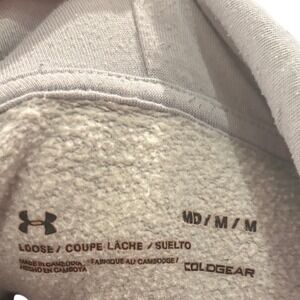 MD / M / M
LOOSE / COUPE LÂCHE / SUELTO
MADE IN CAMBODIA / FABRIQUÉ AU CAMBODGE /
HECHO EN CAMBOYA
COLDGEAR